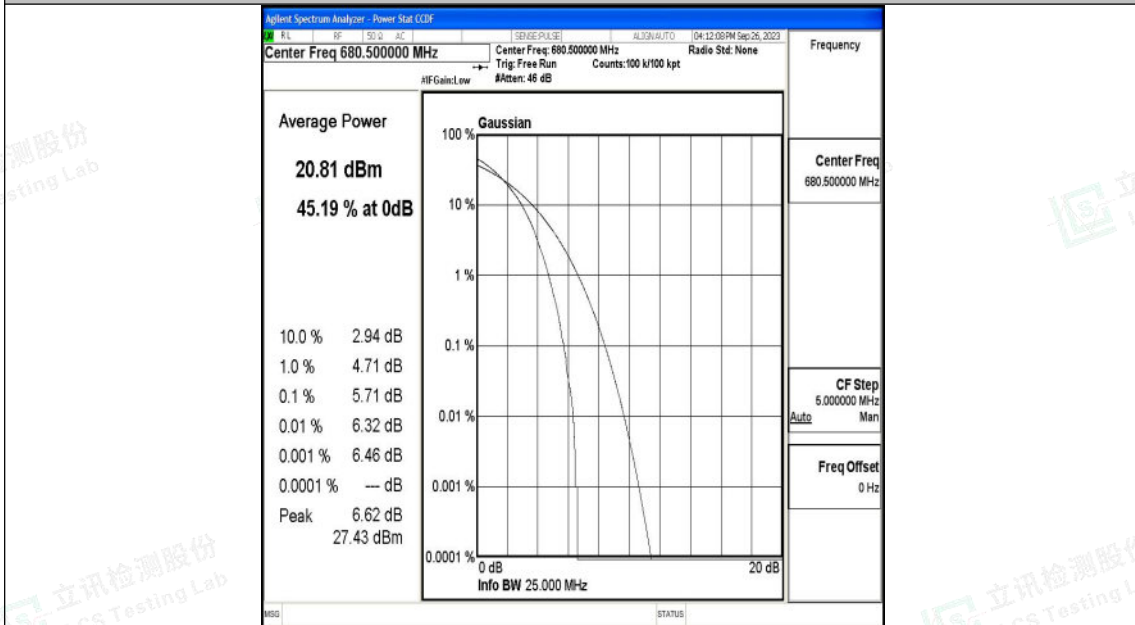 Agilent Spectrum Analyzer - Power Stat CCDF
RL RF 50 Ω AC SENSE:PULSE ALIGNAUTO 04:12:08PM Sep 26, 2023
Center Freq 680.500000 MHz
Center Freq: 680.500000 MHz Radio Std: None
Trig: Free Run Counts:100 k/100 kpt
#IFGain:Low #Atten: 46 dB
Frequency
Average Power
20.81 dBm
45.19 % at 0dB
10.0 % 2.94 dB
1.0 % 4.71 dB
0.1 % 5.71 dB
0.01 % 6.32 dB
0.001 % 6.46 dB
0.0001 % --- dB
Peak 6.62 dB
27.43 dBm
Gaussian
100 %
10 %
1 %
0.1 %
0.01 %
0.001 %
0.0001 %
0 dB 20 dB
Info BW 25.000 MHz
Center Freq
680.500000 MHz
CF Step
5.000000 MHz
Auto Man
Freq Offset
0 Hz
MSG STATUS
测股份
sting Lab
立讯检测股份
CS Testing Lab
立
立讯检测股份
CS Testing L